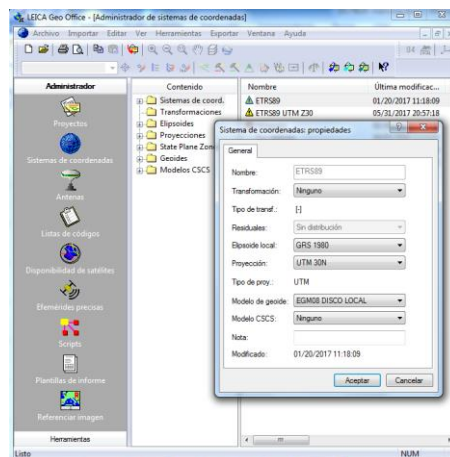 LEICA Geo Office - [Administrador de sistemas de coordenadas]
Archivo Importar Editar Ver Herramientas Exportar Ventana Ayuda
Administrador
Proyectos
Sistemas de coordenadas
Antenas
Listas de códigos
Disponibilidad de satélites
Efemérides precisas
Scripts
Plantillas de informe
Referenciar imagen
Herramientas
Contenido
Sistemas de coord.
Transformaciones
Elipsoides
Proyecciones
State Plane Zon
Geoides
Modelos CSCS
Nombre Última modificac...
ETRS89 01/20/2017 11:18:09
ETRS89 UTM Z30 05/31/2017 20:57:18
Sistema de coordenadas: propiedades
General
Nombre: ETRS89
Transformación: Ninguno
Tipo de transf.: [-]
Residuales: Sin distribución
Elipsoide local: GRS 1980
Proyección: UTM 30N
Tipo de proy.: UTM
Modelo de geoide: EGM08 DISCO LOCAL
Modelo CSCS: Ninguno
Nota:
Modificado: 01/20/2017 11:18:09
Aceptar Cancelar
Listo NUM